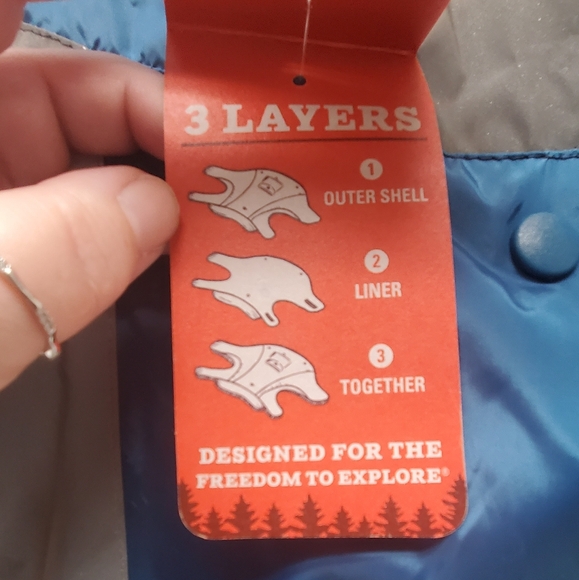 3 LAYERS
1
OUTER SHELL
2
LINER
3
TOGETHER
DESIGNED FOR THE
FREEDOM TO EXPLORE®